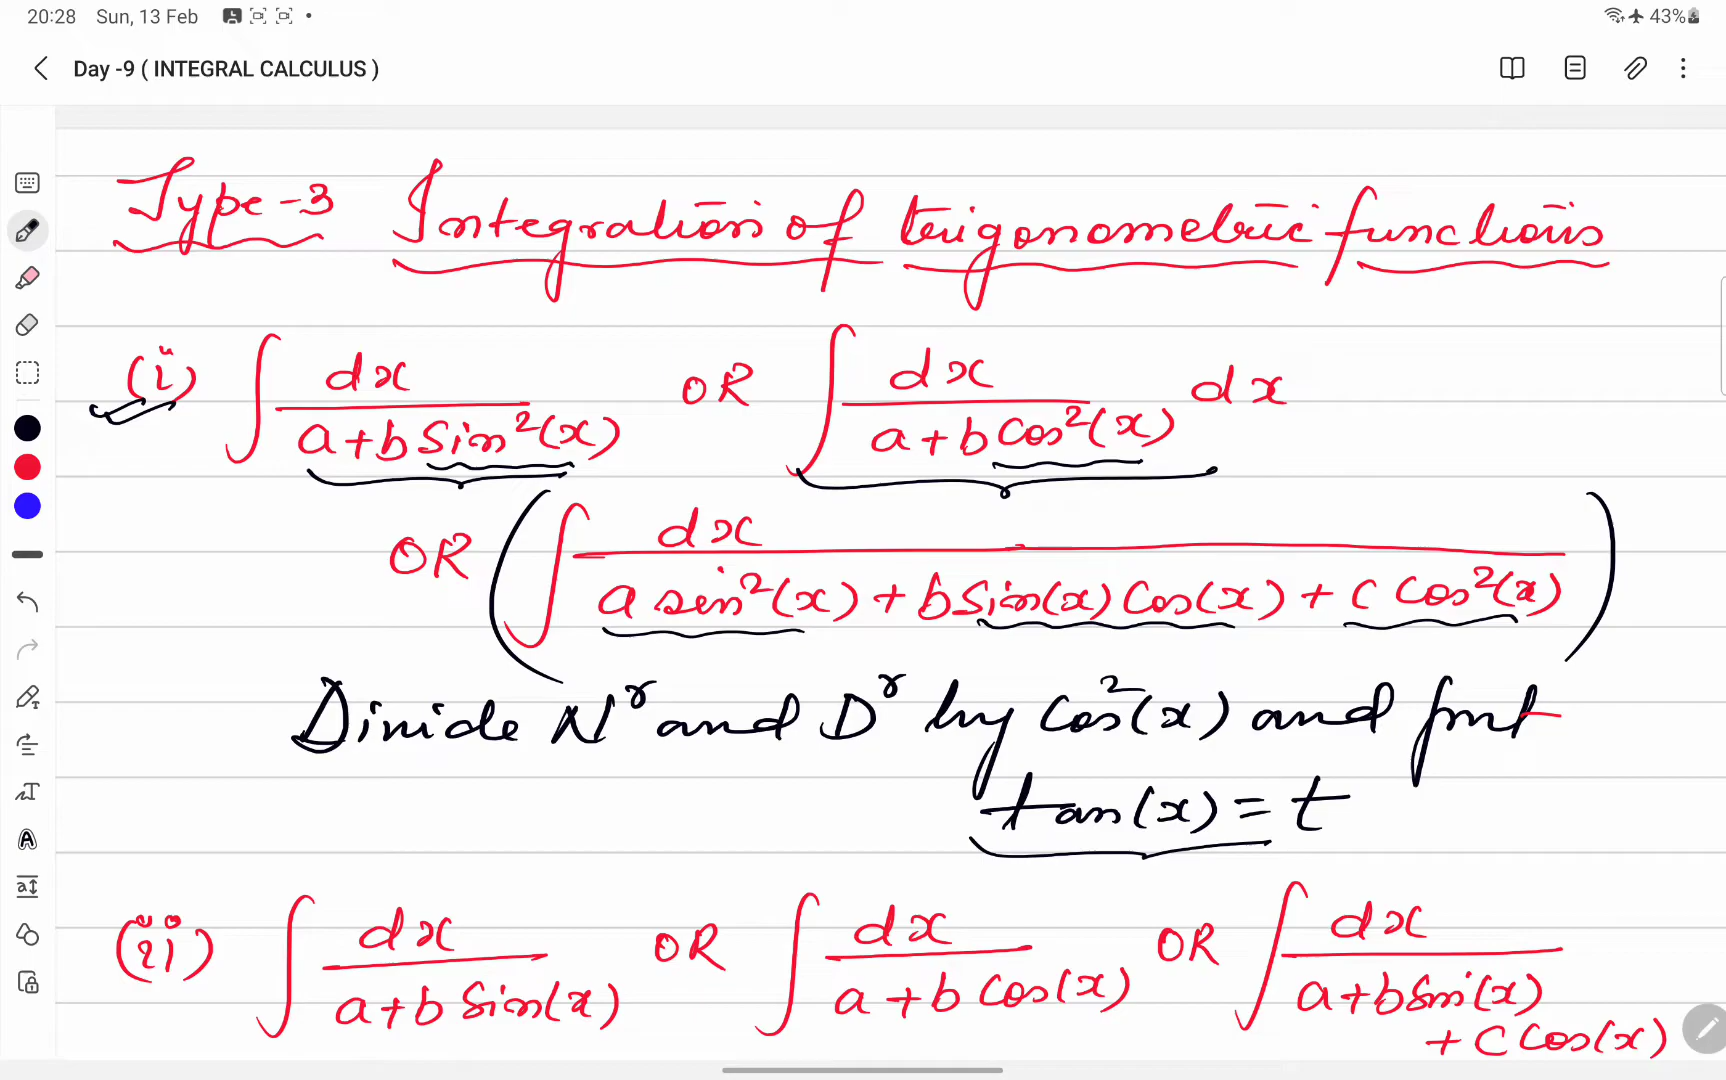 20:28 Sun, 13 Feb 43%
Day -9 ( INTEGRAL CALCULUS )
Type-3 Integration of trigonometric functions
(i) ∫ dx / (a+b Sin²(x)) OR ∫ dx / (a+b Cos²(x)) dx
OR ( ∫ dx / (a sin²(x) + b Sin(x) Cos(x) + C Cos²(x)) )
Divide Nʳ and Dʳ by Cos²(x) and put
tan(x) = t
(ii) ∫ dx / (a+b Sin(x)) OR ∫ dx / (a+b Cos(x)) OR ∫ dx / (a+b Sin(x) + C Cos(x))